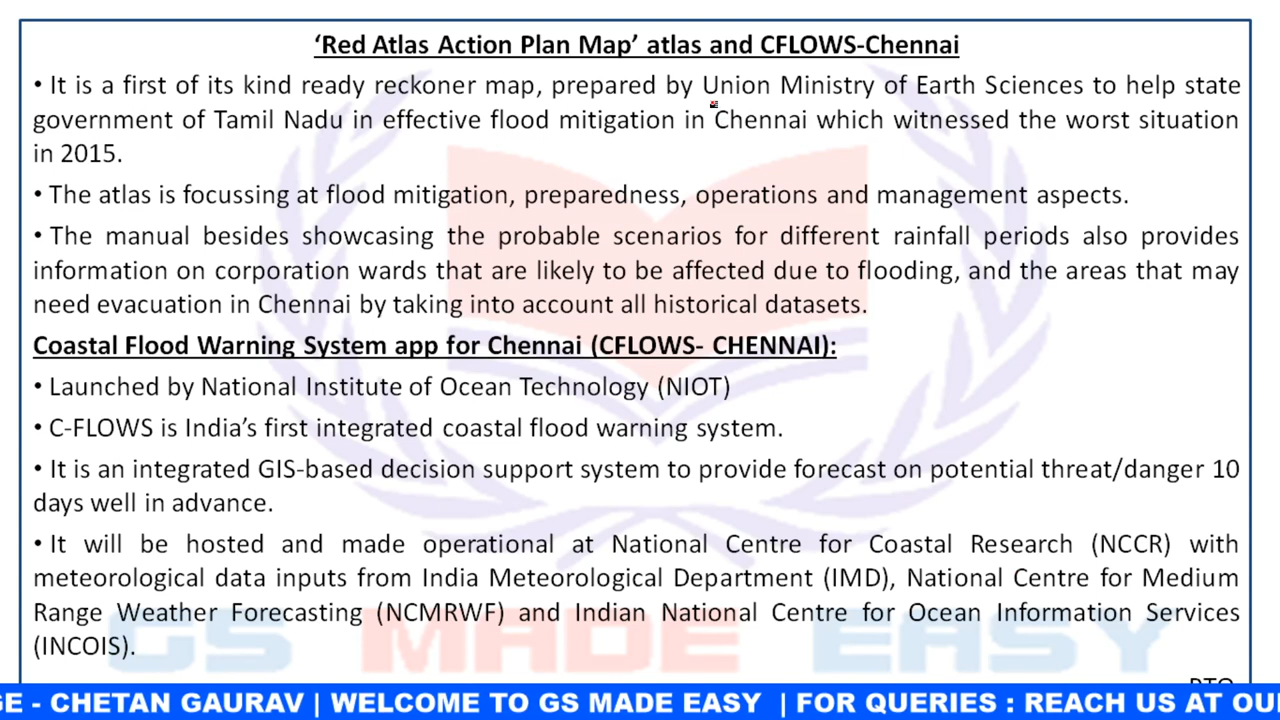 ‘Red Atlas Action Plan Map’ atlas and CFLOWS-Chennai
• It is a first of its kind ready reckoner map, prepared by Union Ministry of Earth Sciences to help state
government of Tamil Nadu in effective flood mitigation in Chennai which witnessed the worst situation
in 2015.
• The atlas is focussing at flood mitigation, preparedness, operations and management aspects.
• The manual besides showcasing the probable scenarios for different rainfall periods also provides
information on corporation wards that are likely to be affected due to flooding, and the areas that may
need evacuation in Chennai by taking into account all historical datasets.
Coastal Flood Warning System app for Chennai (CFLOWS- CHENNAI):
• Launched by National Institute of Ocean Technology (NIOT)
• C-FLOWS is India’s first integrated coastal flood warning system.
• It is an integrated GIS-based decision support system to provide forecast on potential threat/danger 10
days well in advance.
• It will be hosted and made operational at National Centre for Coastal Research (NCCR) with
meteorological data inputs from India Meteorological Department (IMD), National Centre for Medium
Range Weather Forecasting (NCMRWF) and Indian National Centre for Ocean Information Services
(INCOIS).
GS MADE EASY
GE - CHETAN GAURAV | WELCOME TO GS MADE EASY | FOR QUERIES : REACH US AT OU